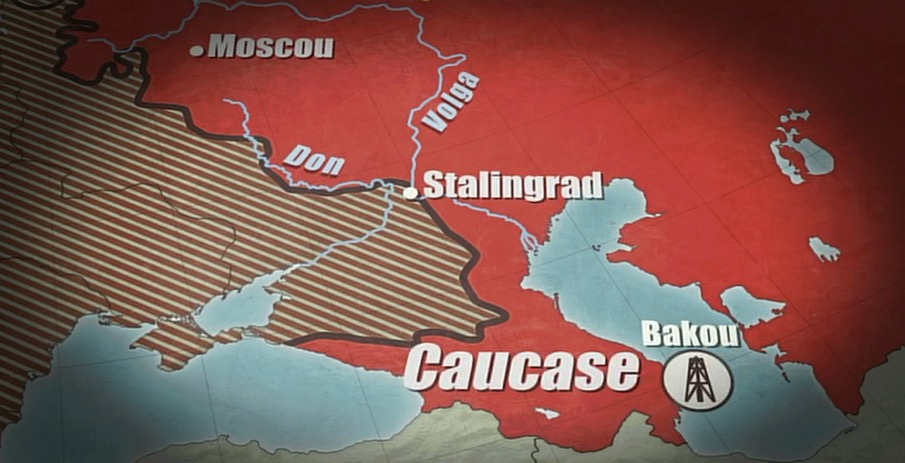 Moscou
Volga
Don
Stalingrad
Bakou
Caucase